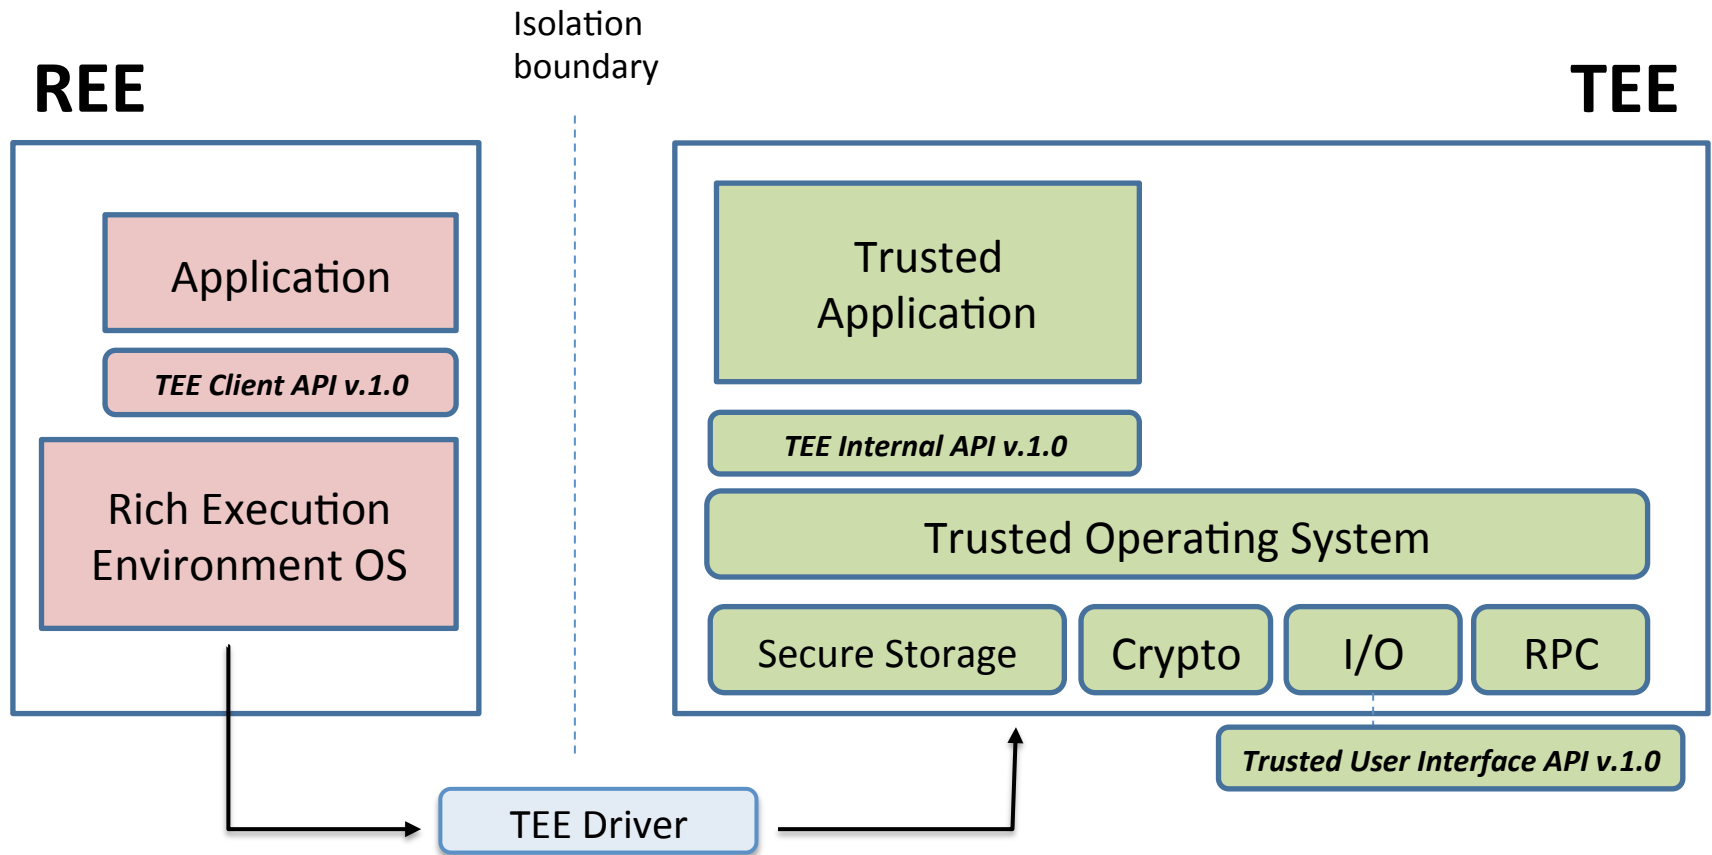 Isolation
boundary
REE
TEE
Application
TEE Client API v.1.0
Rich Execution
Environment OS
Trusted
Application
TEE Internal API v.1.0
Trusted Operating System
Secure Storage
Crypto
I/O
RPC
Trusted User Interface API v.1.0
TEE Driver